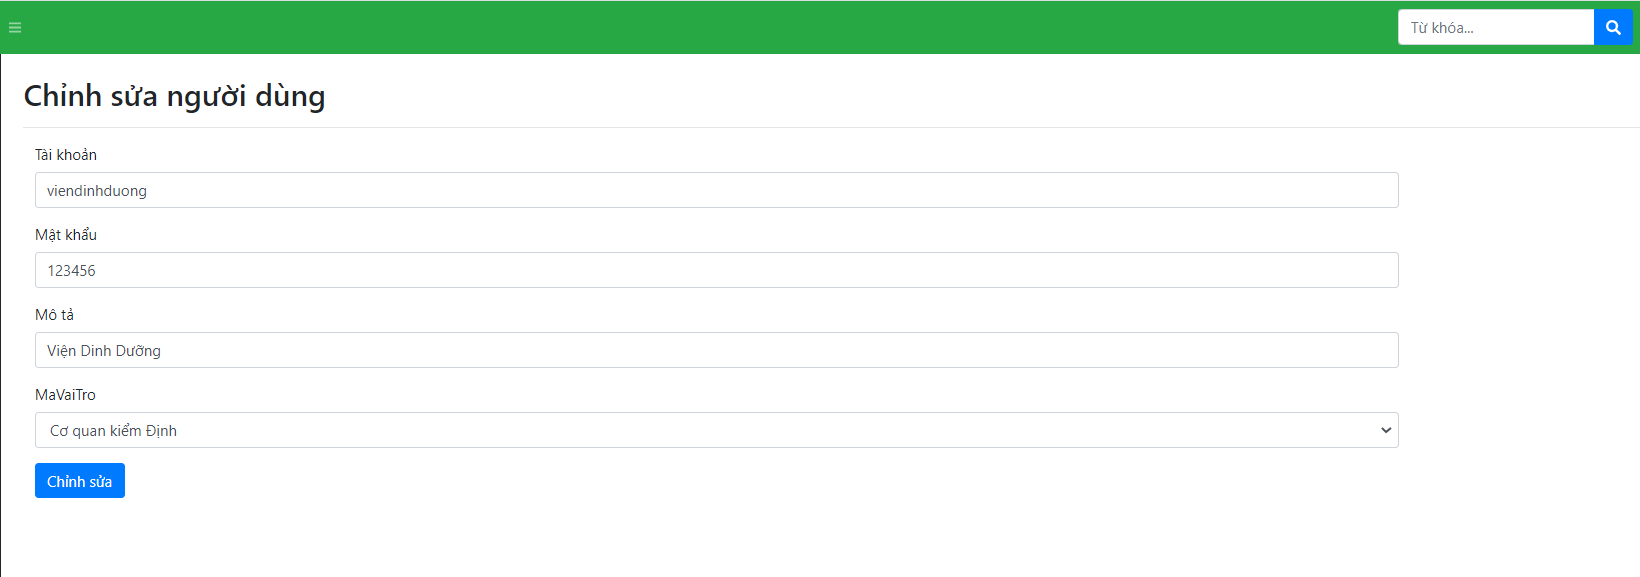 Từ khóa...
Chỉnh sửa người dùng
Tài khoản
viendinhduong
Mật khẩu
123456
Mô tả
Viện Dinh Dưỡng
MaVaiTro
Cơ quan kiểm Định
Chỉnh sửa